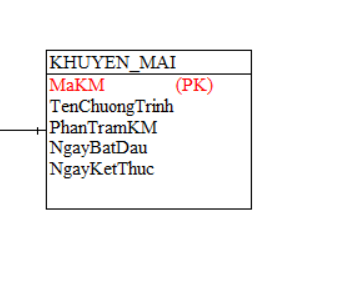 KHUYEN_MAI
MaKM (PK)
TenChuongTrinh
PhanTramKM
NgayBatDau
NgayKetThuc